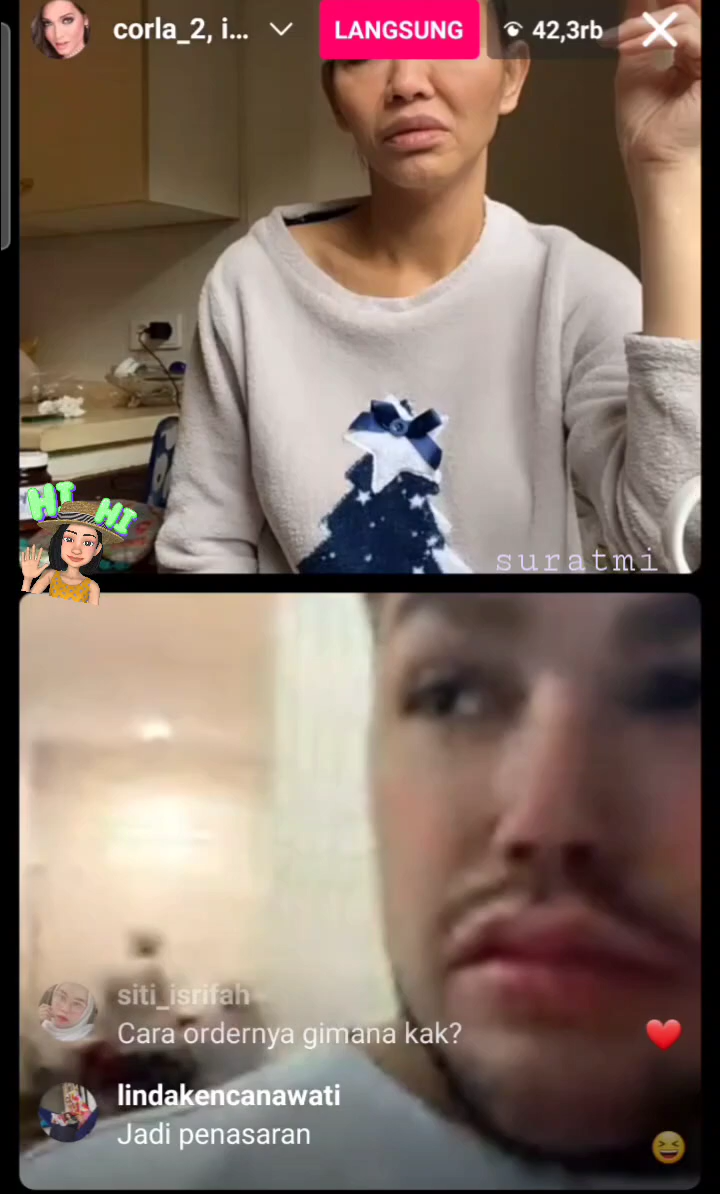 corla_2, i...
LANGSUNG
42,3rb
HI HI
suratmi
siti_isrifah
Cara ordernya gimana kak?
lindakencanawati
Jadi penasaran